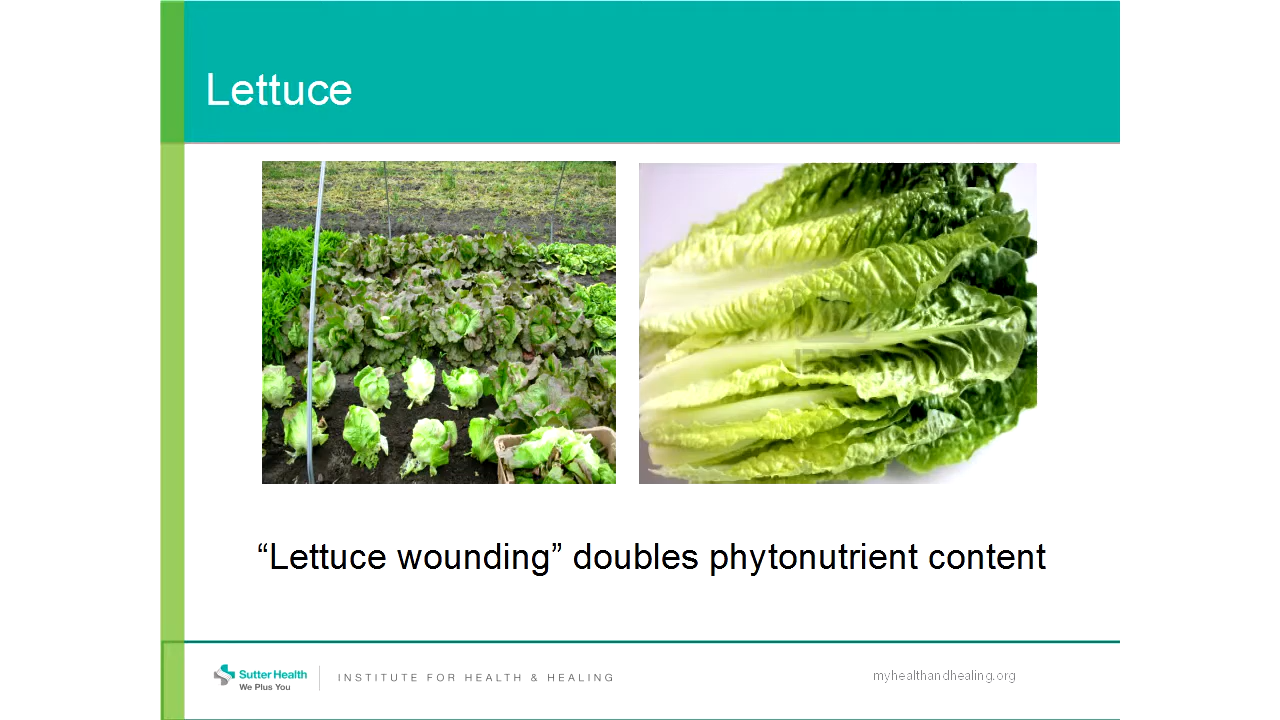 Lettuce
“Lettuce wounding” doubles phytonutrient content
Sutter Health
We Plus You
INSTITUTE FOR HEALTH & HEALING
myhealthandhealing.org